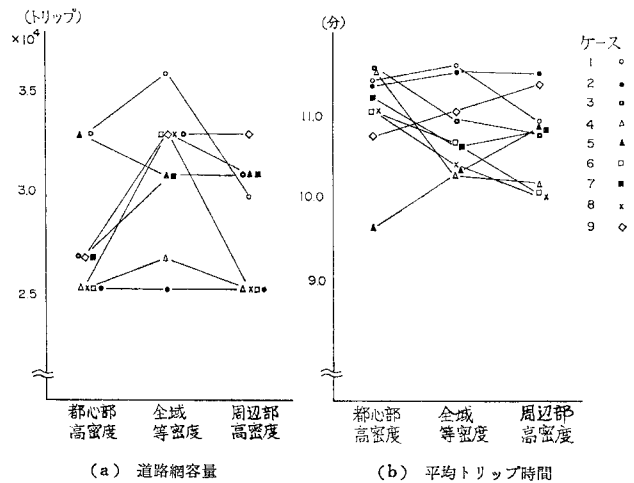 (トリップ)
×10⁴
3.5
3.0
2.5
都心部
高密度
全域
等密度
周辺部
高密度
(a) 道路網容量
(分)
11.0
10.0
9.0
都心部
高密度
全域
等密度
周辺部
高密度
(b) 平均トリップ時間
ケース
1
2
3
4
5
6
7
8
9